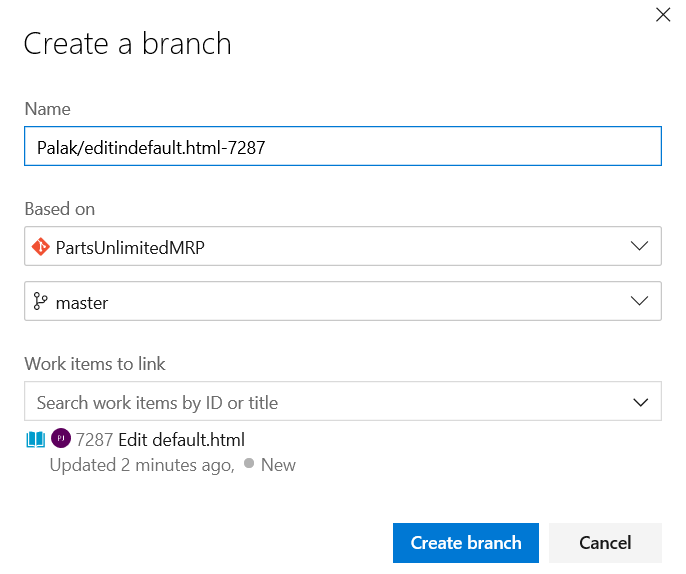 Create a branch
Name
Palak/editindefault.html-7287
Based on
PartsUnlimitedMRP
master
Work items to link
Search work items by ID or title
PJ 7287 Edit default.html
Updated 2 minutes ago, New
Create branch Cancel